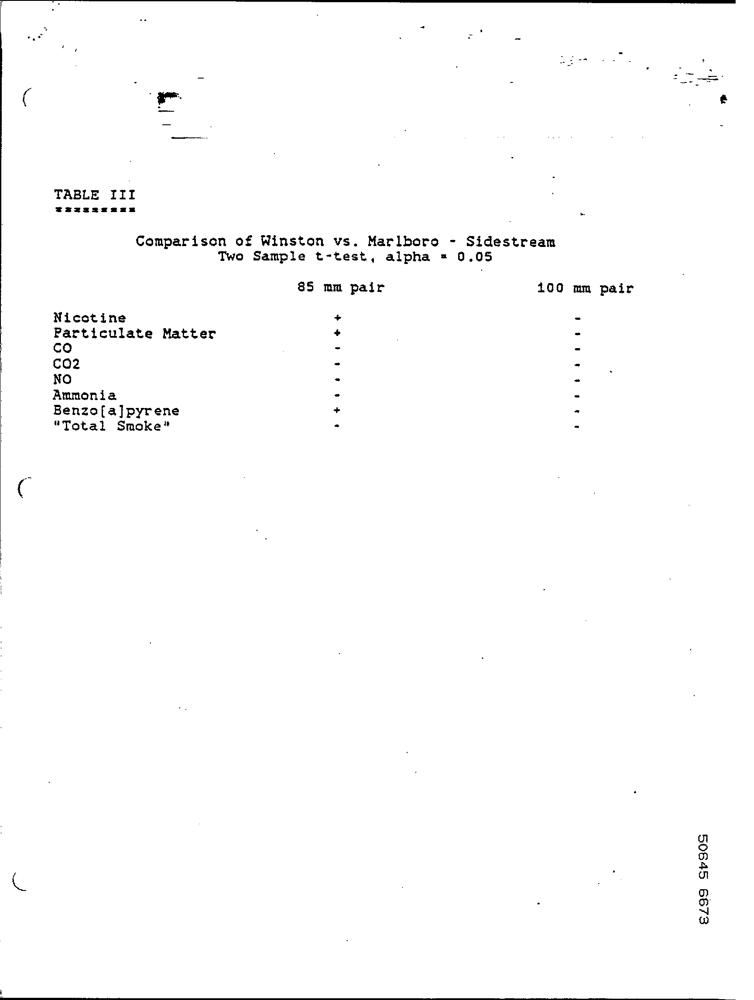 TABLE III
=========
Comparison of Winston vs. Marlboro - Sidestream
Two Sample t-test, alpha = 0.05
85 mm pair 100 mm pair
Nicotine + -
Particulate Matter + -
CO - -
CO2 - -
NO - -
Ammonia - -
Benzo[a]pyrene + -
"Total Smoke" - -
50645 6673